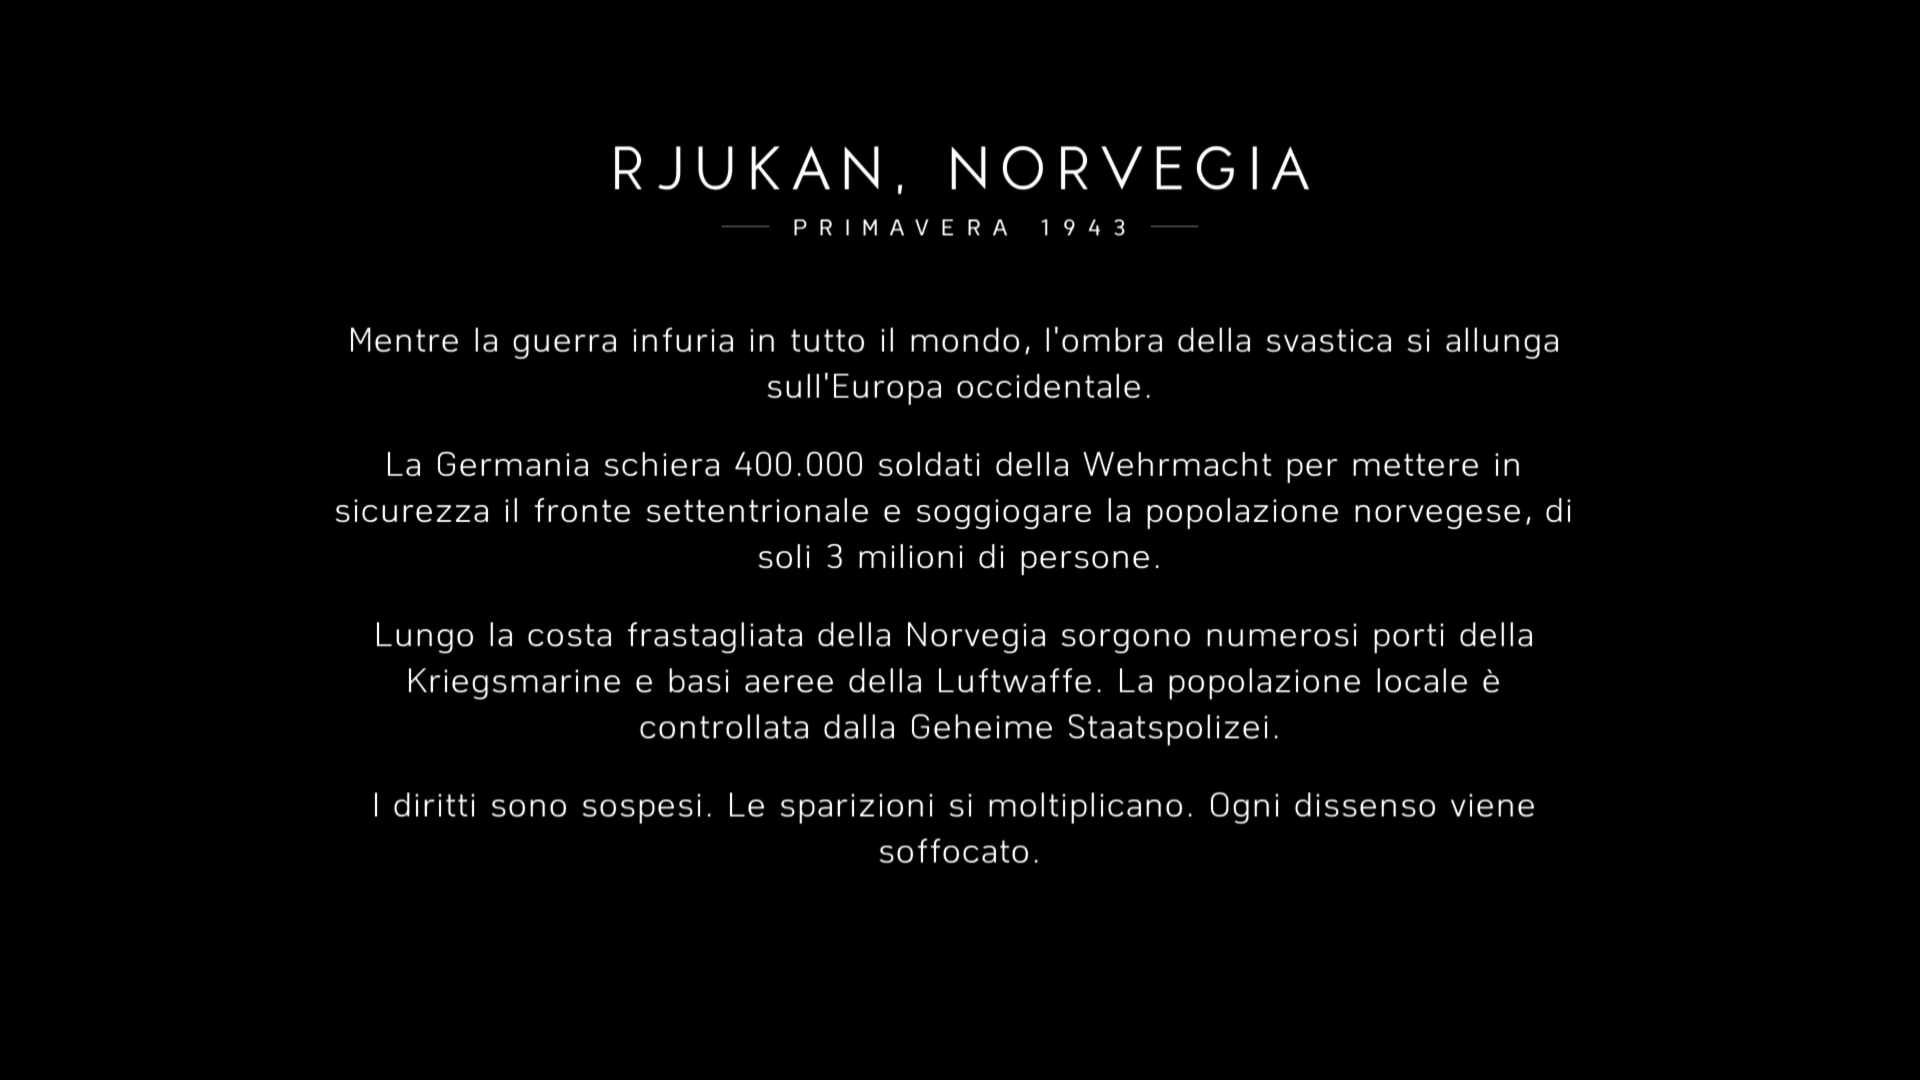 RJUKAN, NORVEGIA
PRIMAVERA 1943
Mentre la guerra infuria in tutto il mondo, l'ombra della svastica si allunga
sull'Europa occidentale.
La Germania schiera 400.000 soldati della Wehrmacht per mettere in
sicurezza il fronte settentrionale e soggiogare la popolazione norvegese, di
soli 3 milioni di persone.
Lungo la costa frastagliata della Norvegia sorgono numerosi porti della
Kriegsmarine e basi aeree della Luftwaffe. La popolazione locale è
controllata dalla Geheime Staatspolizei.
I diritti sono sospesi. Le sparizioni si moltiplicano. Ogni dissenso viene
soffocato.